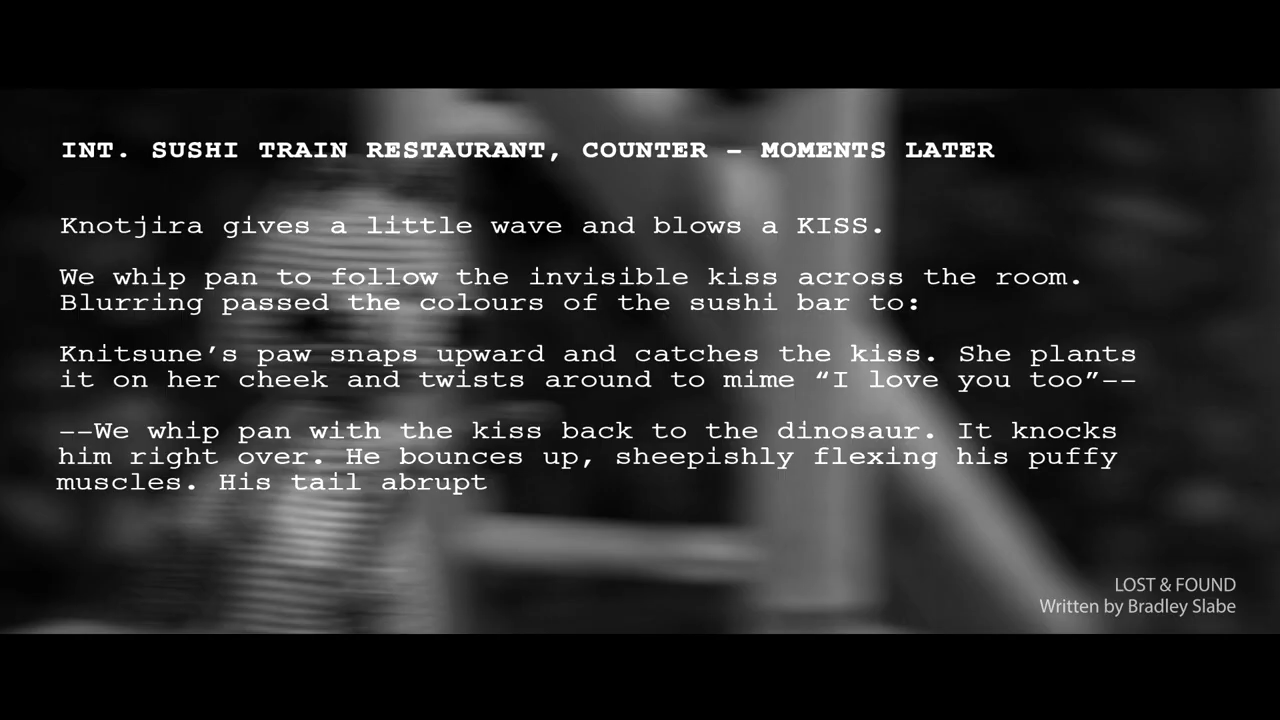 INT. SUSHI TRAIN RESTAURANT, COUNTER – MOMENTS LATER
Knotjira gives a little wave and blows a KISS.
We whip pan to follow the invisible kiss across the room.
Blurring passed the colours of the sushi bar to:
Knitsune’s paw snaps upward and catches the kiss. She plants
it on her cheek and twists around to mime “I love you too”––
––We whip pan with the kiss back to the dinosaur. It knocks
him right over. He bounces up, sheepishly flexing his puffy
muscles. His tail abrupt
LOST & FOUND
Written by Bradley Slabe